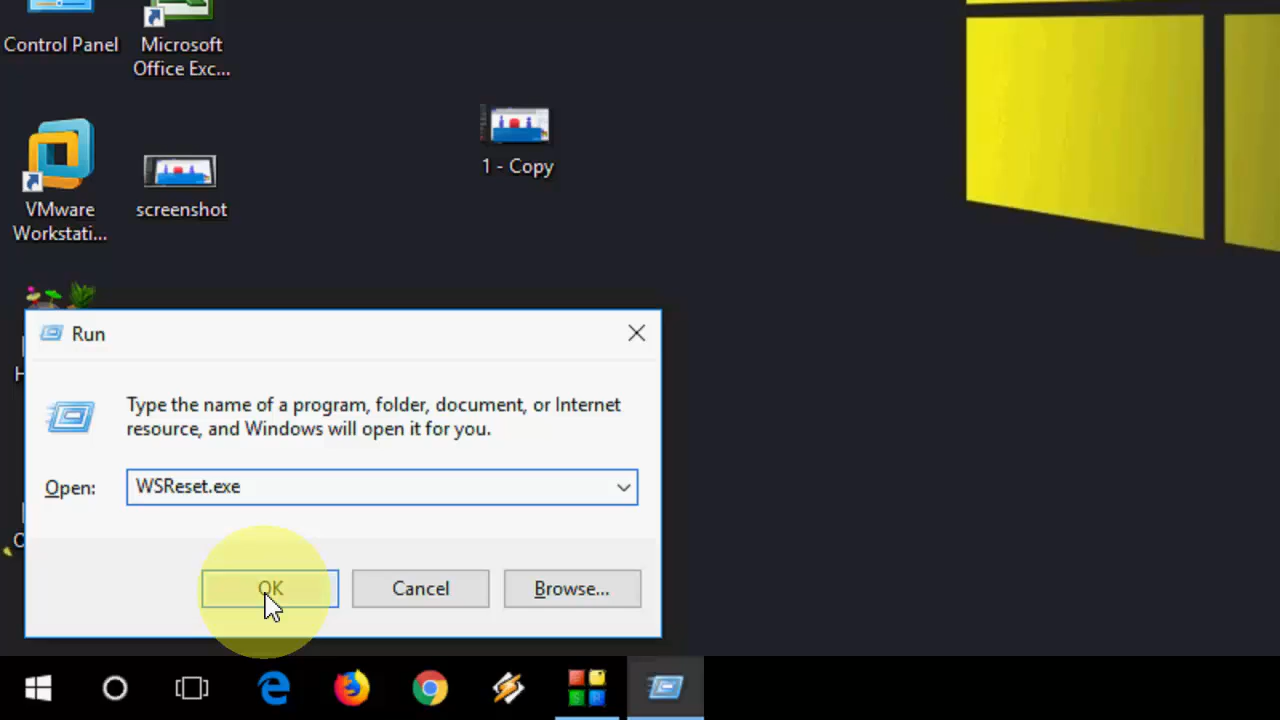 Control Panel
Microsoft
Office Exc...
1 - Copy
VMware
Workstati...
screenshot
H
O
Run
Type the name of a program, folder, document, or Internet
resource, and Windows will open it for you.
Open:
WSReset.exe
OK
Cancel
Browse...